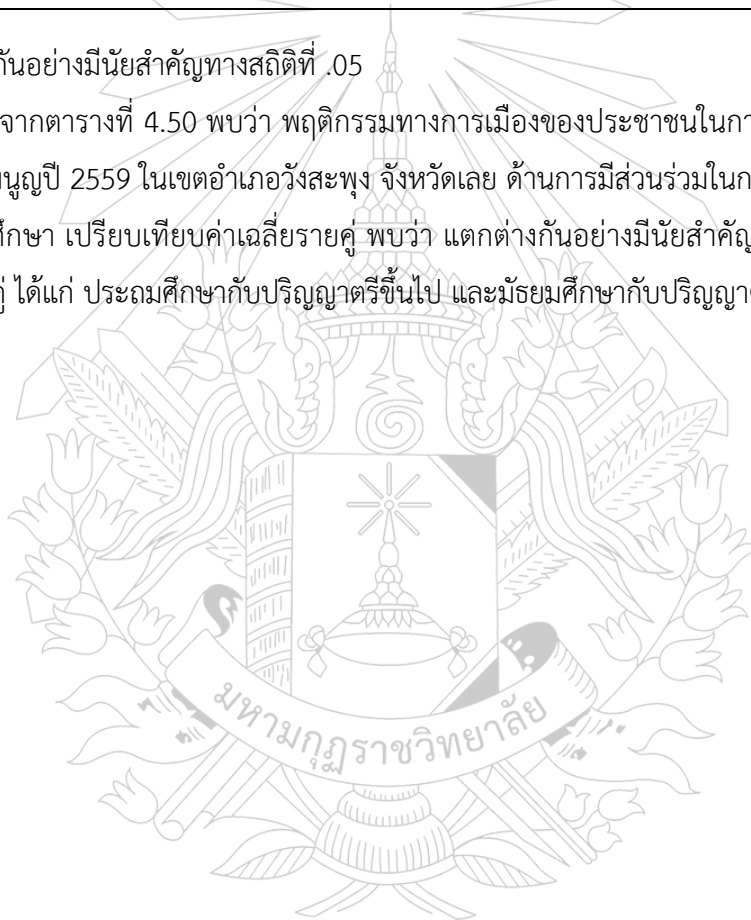 กันอย่างมีนัยสำคัญทางสถิติที่ .05
จากตารางที่ 4.50 พบว่า พฤติกรรมทางการเมืองของประชาชนในกา
นูญปี 2559 ในเขตอำเภอวังสะพุง จังหวัดเลย ด้านการมีส่วนร่วมในก
ศึกษา เปรียบเทียบค่าเฉลี่ยรายคู่ พบว่า แตกต่างกันอย่างมีนัยสำคัญ
คู่ ได้แก่ ประถมศึกษากับปริญญาตรีขึ้นไป และมัธยมศึกษากับปริญญา
มหามกุฏราชวิทยาลัย